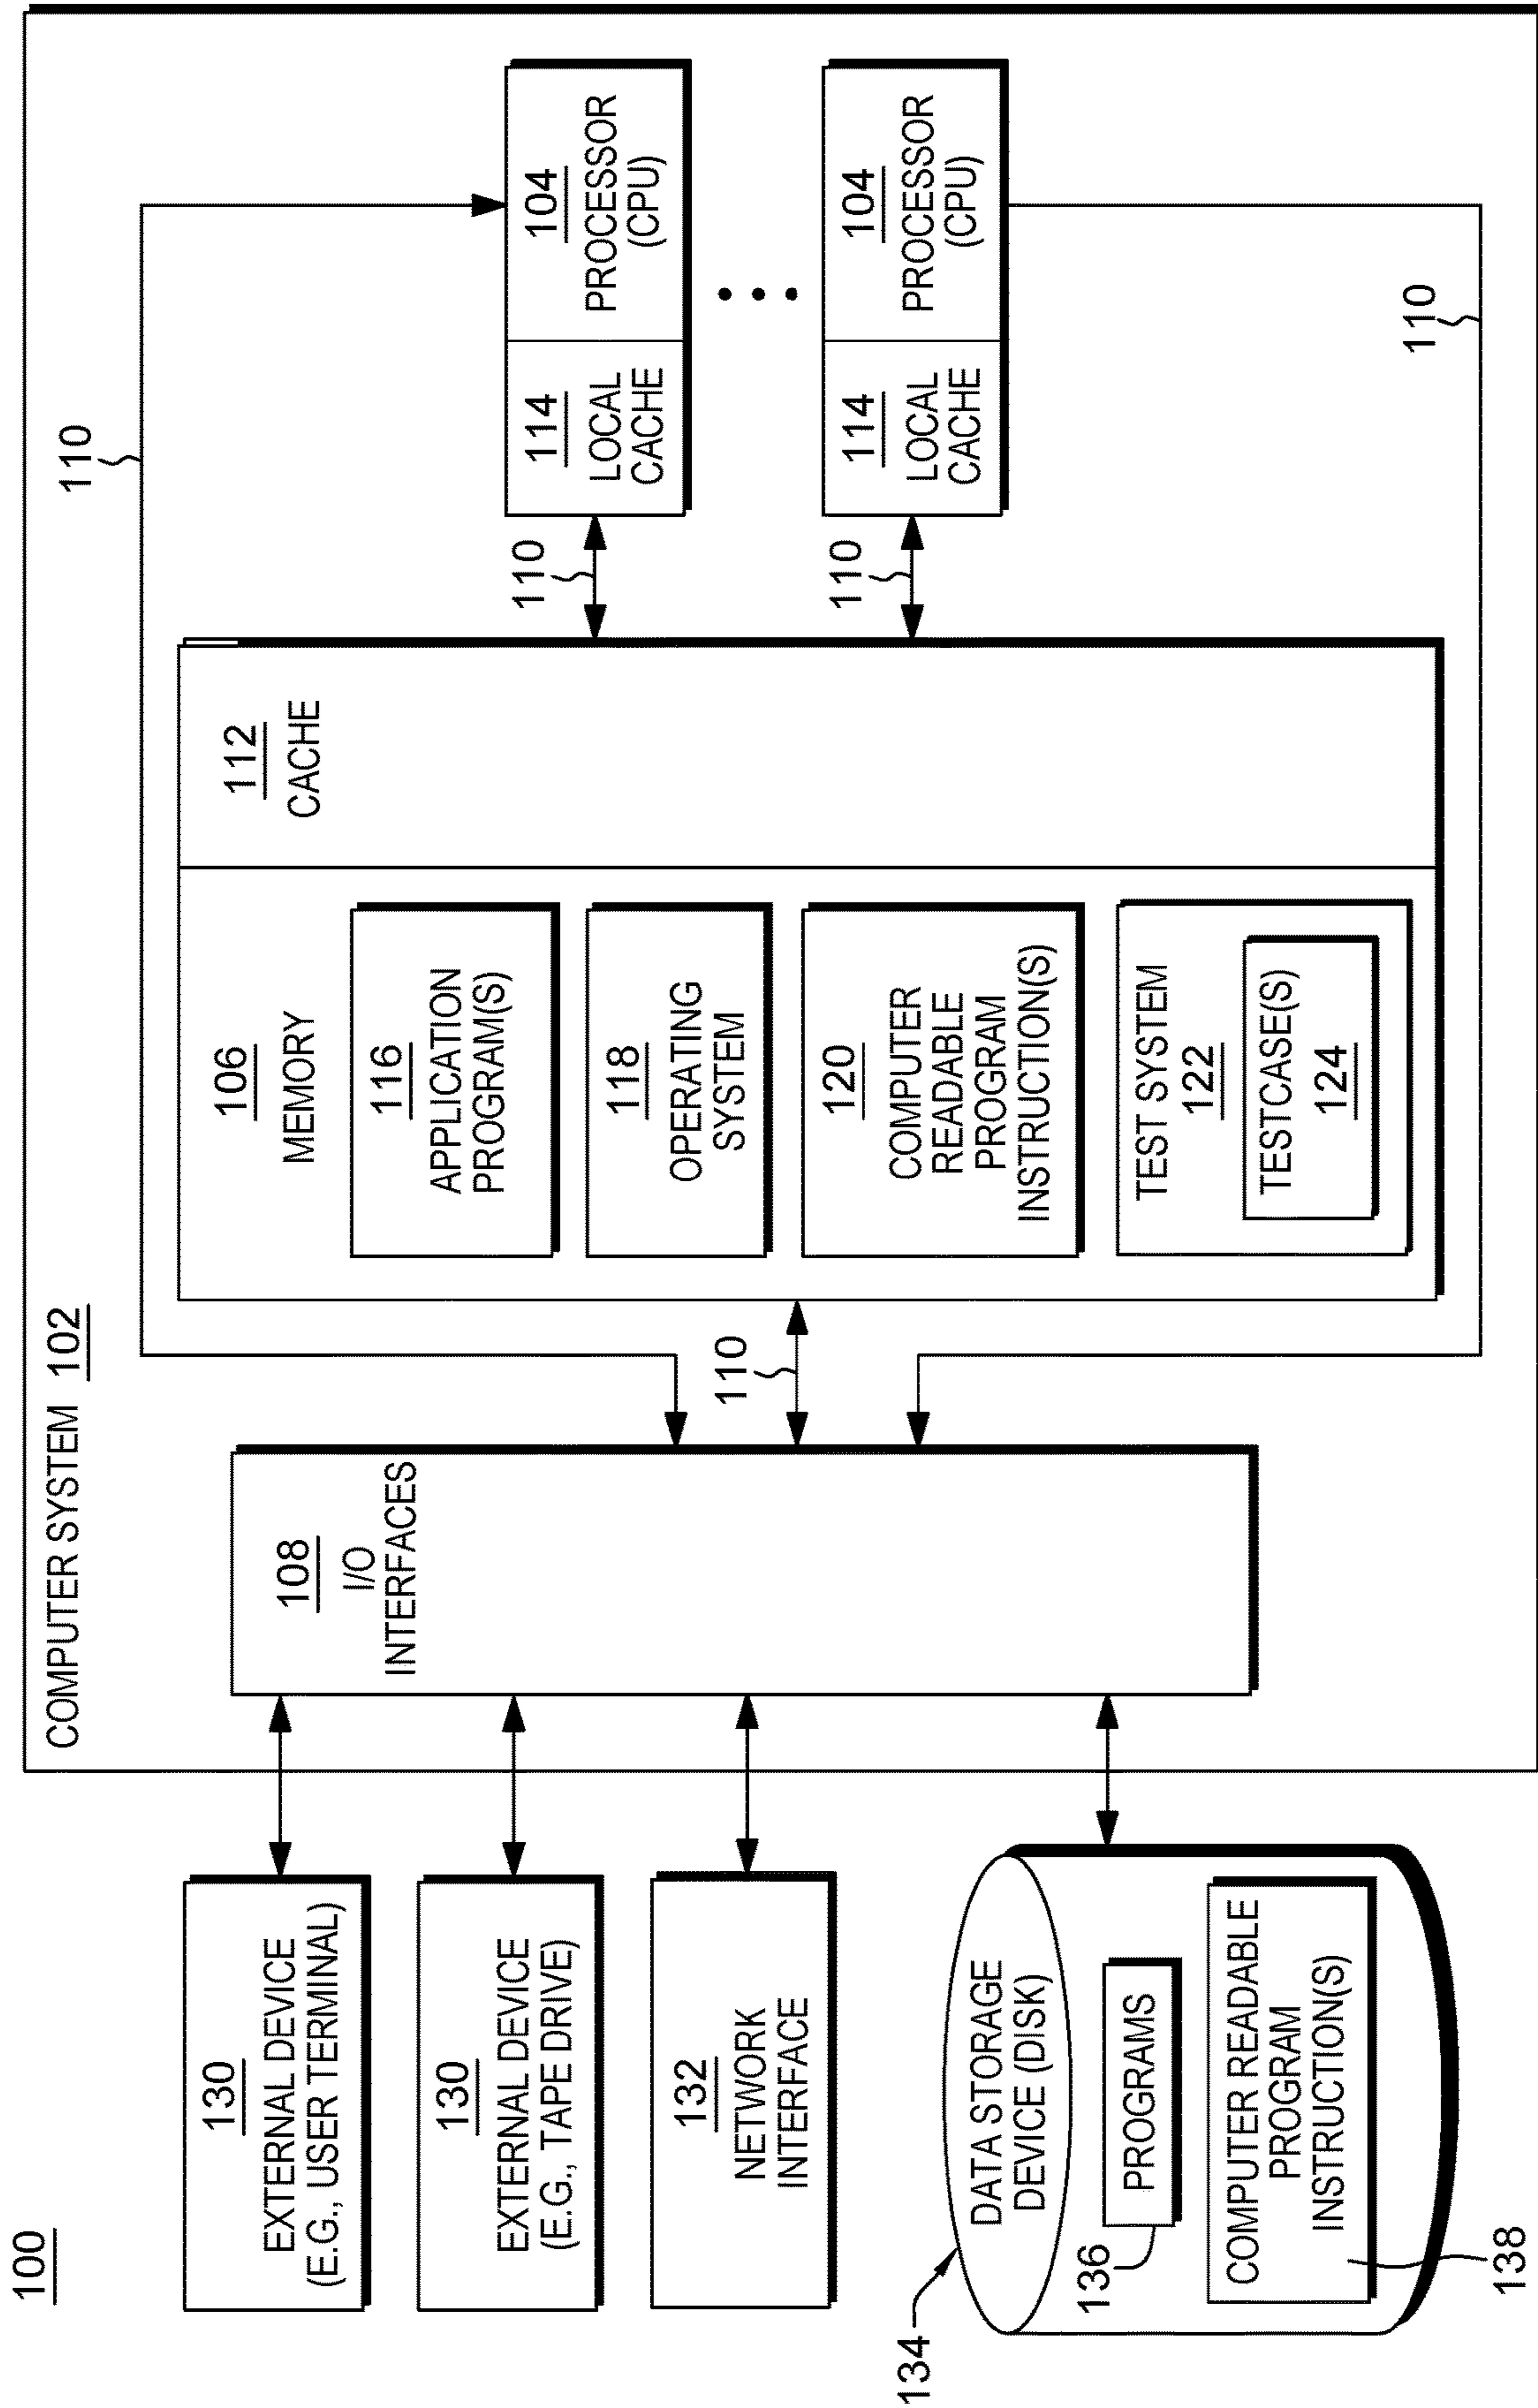 100
COMPUTER SYSTEM 102
130
EXTERNAL DEVICE
(E.G., USER TERMINAL)
130
EXTERNAL DEVICE
(E.G., TAPE DRIVE)
132
NETWORK
INTERFACE
134
DATA STORAGE
DEVICE (DISK)
136
PROGRAMS
COMPUTER READABLE
PROGRAM
INSTRUCTION(S)
138
108
I/O
INTERFACES
110
110
110
106
MEMORY
116
APPLICATION
PROGRAM(S)
118
OPERATING
SYSTEM
120
COMPUTER
READABLE
PROGRAM
INSTRUCTION(S)
TEST SYSTEM
122
TESTCASE(S)
124
112
CACHE
110
110
114
LOCAL
CACHE
104
PROCESSOR
(CPU)
114
LOCAL
CACHE
104
PROCESSOR
(CPU)